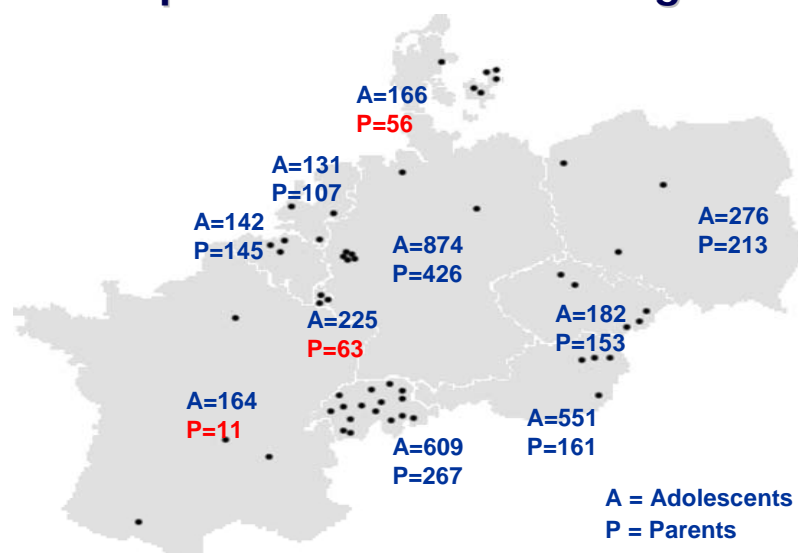 A=166
P=56
A=131
P=107
A=142
P=145
A=276
P=213
A=874
P=426
A=225
P=63
A=182
P=153
A=164
P=11
A=551
P=161
A=609
P=267
A = Adolescents
P = Parents